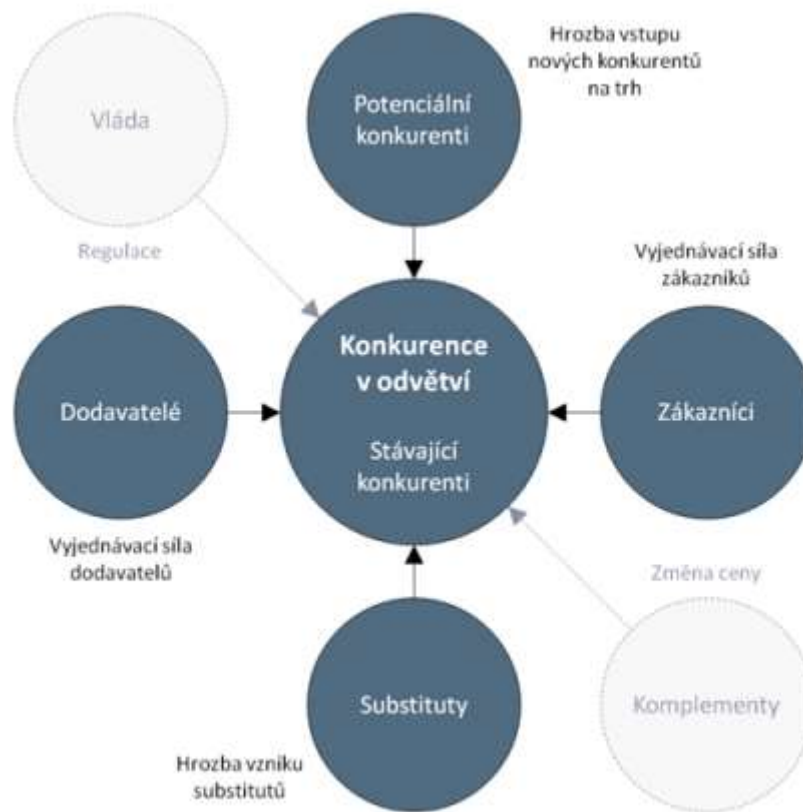 Hrozba vstupu
nových konkurentů
na trh
Potenciální
konkurenti
Vláda
Regulace
Vyjednávací síla
zákazníků
Konkurence
v odvětví
Stávající
konkurenti
Dodavatelé
Zákazníci
Vyjednávací síla
dodavatelů
Změna ceny
Substituty
Komplementy
Hrozba vzniku
substitutů